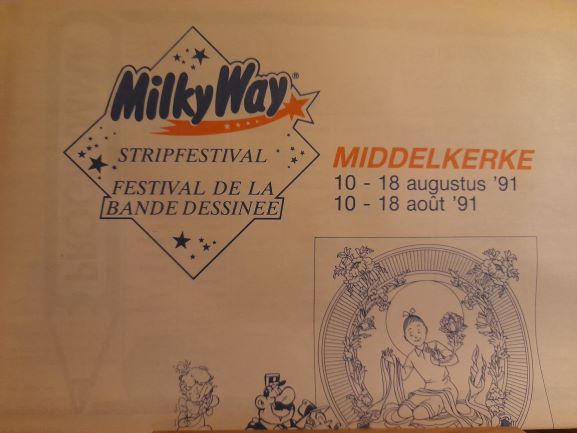 MilkyWay®
STRIPFESTIVAL
FESTIVAL DE LA
BANDE DESSINEE
MIDDELKERKE
10 - 18 augustus '91
10 - 18 août '91